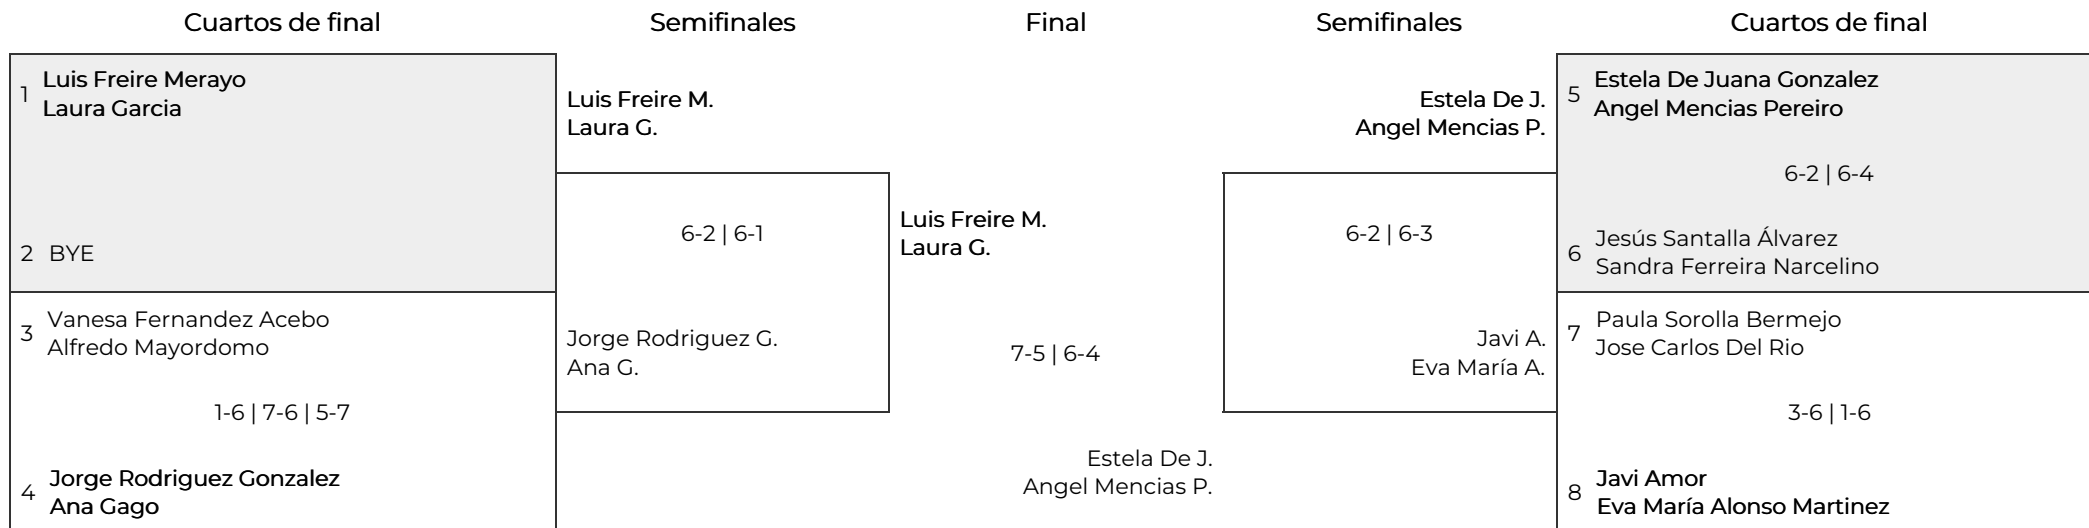 Cuartos de final
Semifinales
Final
Semifinales
Cuartos de final
1
Luis Freire Merayo
Laura Garcia
2 BYE
3
Vanesa Fernandez Acebo
Alfredo Mayordomo
1-6 | 7-6 | 5-7
4
Jorge Rodriguez Gonzalez
Ana Gago
Luis Freire M.
Laura G.
6-2 | 6-1
Jorge Rodriguez G.
Ana G.
Luis Freire M.
Laura G.
7-5 | 6-4
Estela De J.
Angel Mencias P.
Estela De J.
Angel Mencias P.
6-2 | 6-3
Javi A.
Eva María A.
5
Estela De Juana Gonzalez
Angel Mencias Pereiro
6-2 | 6-4
6
Jesús Santalla Álvarez
Sandra Ferreira Narcelino
7
Paula Sorolla Bermejo
Jose Carlos Del Rio
3-6 | 1-6
8
Javi Amor
Eva María Alonso Martinez